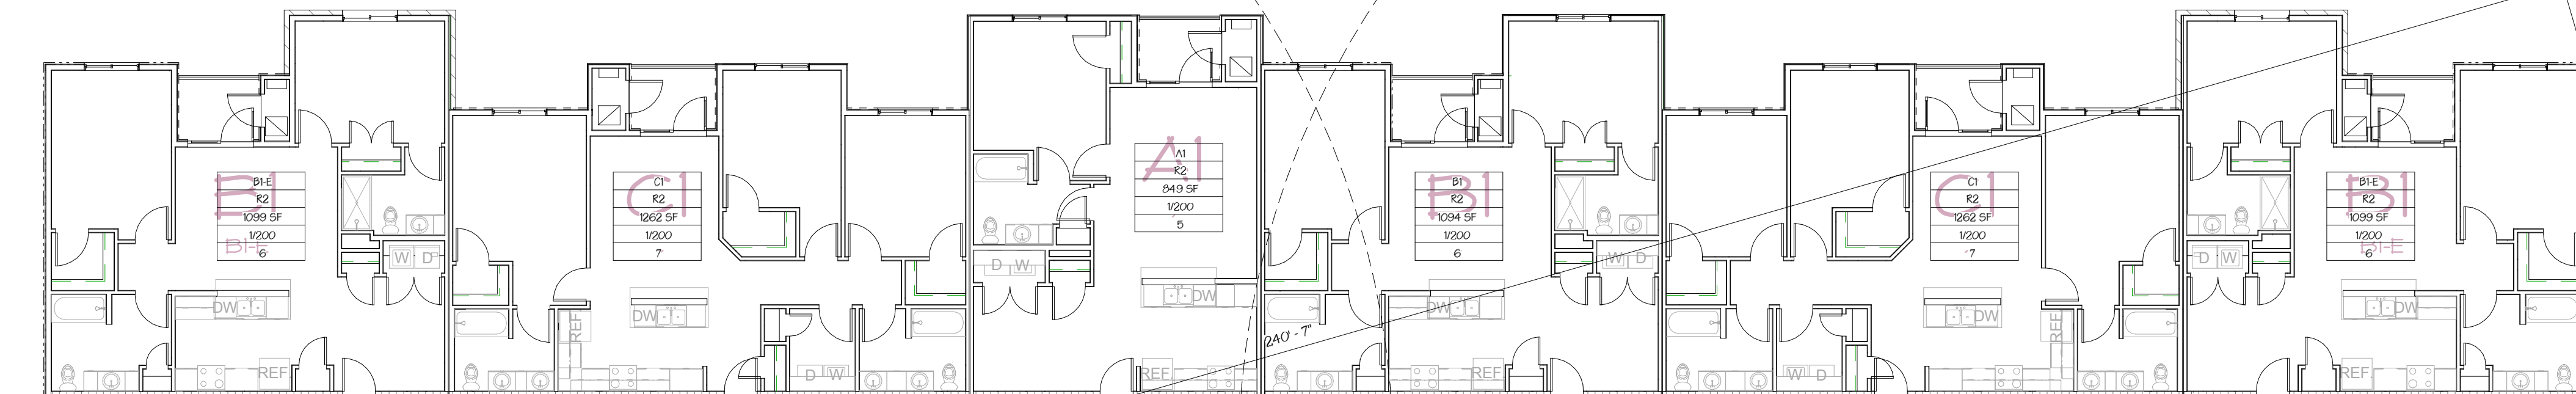 B1
B1-E
R2
1099 SF
1/200
6
B1-E
W D
DW
REF
C1
C1
R2
1262 SF
1/200
7
REF
DW
D W
A1
A1
R2
849 SF
1/200
5
D W
DW
REF
240' - 7"
B1
B1
R2
1094 SF
1/200
6
W D
DW
REF
C1
C1
R2
1262 SF
1/200
7
DW
REF
W D
B1
B1-E
R2
1099 SF
1/200
6
B1-E
D W
DW
REF